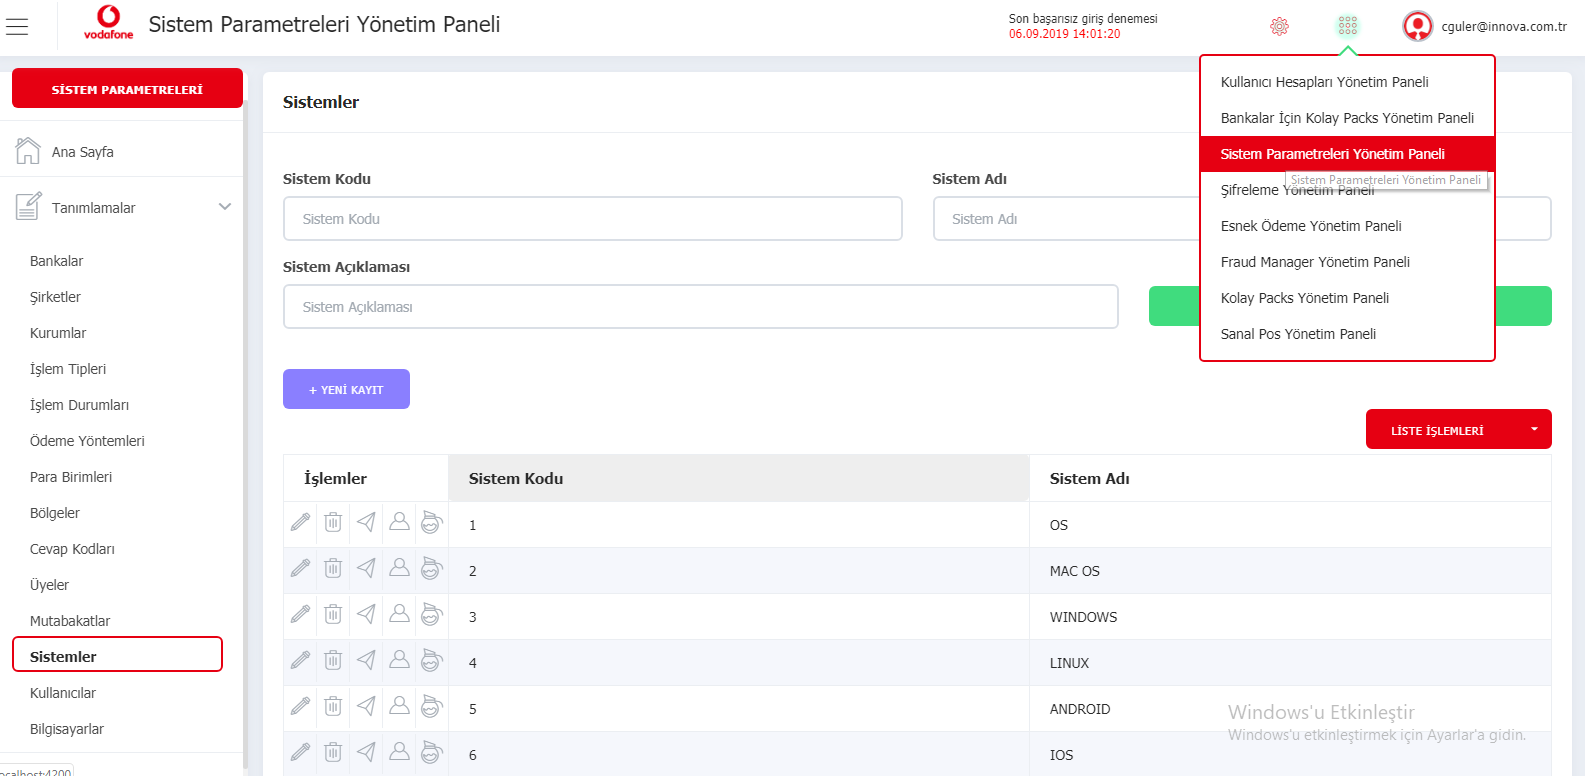 vodafone
Sistem Parametreleri Yönetim Paneli
Son başarısız giriş denemesi
06.09.2019 14:01:20
cguler@innova.com.tr
Kullanıcı Hesapları Yönetim Paneli
Bankalar İçin Kolay Packs Yönetim Paneli
Sistem Parametreleri Yönetim Paneli
Sistem Parametreleri Yönetim Paneli
Şifreleme Yönetim Paneli
Esnek Ödeme Yönetim Paneli
Fraud Manager Yönetim Paneli
Kolay Packs Yönetim Paneli
Sanal Pos Yönetim Paneli
SİSTEM PARAMETRELERİ
Ana Sayfa
Tanımlamalar
Bankalar
Şirketler
Kurumlar
İşlem Tipleri
İşlem Durumları
Ödeme Yöntemleri
Para Birimleri
Bölgeler
Cevap Kodları
Üyeler
Mutabakatlar
Sistemler
Kullanıcılar
Bilgisayarlar
ocalhost:4200
Sistemler
Sistem Kodu
Sistem Adı
Sistem Kodu
Sistem Adı
Sistem Açıklaması
Sistem Açıklaması
+ YENİ KAYIT
LİSTE İŞLEMLERİ
İşlemler Sistem Kodu Sistem Adı
1 OS
2 MAC OS
3 WINDOWS
4 LINUX
5 ANDROID
6 IOS
Windows'u Etkinleştir
Windows'u etkinleştirmek için Ayarlar'a gidin.